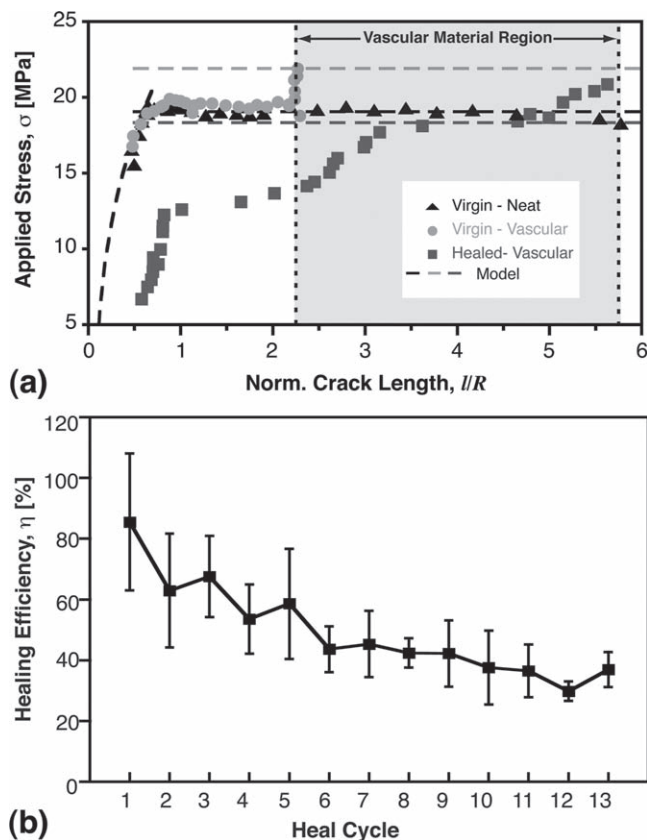 25
Vascular Material Region
20
15
10
5
Applied Stress, σ [MPa]
Virgin - Neat
Virgin - Vascular
Healed- Vascular
Model
0 1 2 3 4 5 6
(a)
Norm. Crack Length, l/R
120
100
80
60
40
20
0
Healing Efficiency, η [%]
1 2 3 4 5 6 7 8 9 10 11 12 13
(b)
Heal Cycle